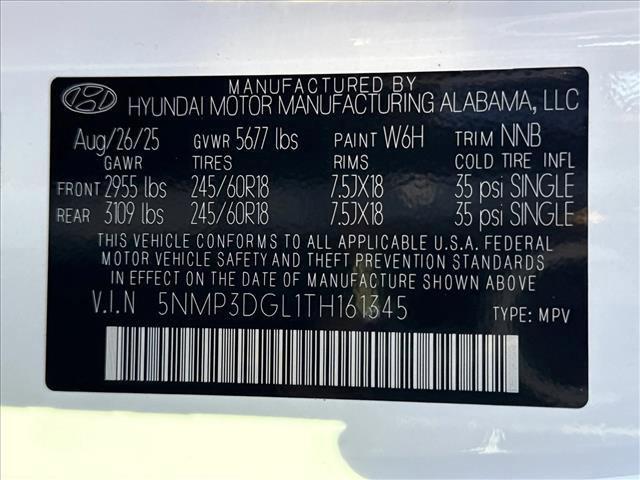 MANUFACTURED BY
HYUNDAI MOTOR MANUFACTURING ALABAMA, LLC
Aug/26/25 GVWR 5677 lbs PAINT W6H TRIM NNB
GAWR TIRES RIMS COLD TIRE INFL
FRONT 2955 lbs 245/60R18 7.5JX18 35 psi SINGLE
REAR 3109 lbs 245/60R18 7.5JX18 35 psi SINGLE
THIS VEHICLE CONFORMS TO ALL APPLICABLE U.S.A. FEDERAL
MOTOR VEHICLE SAFETY AND THEFT PREVENTION STANDARDS
IN EFFECT ON THE DATE OF MANUFACTURE SHOWN ABOVE
V.I.N 5NMP3DGL1TH161345 TYPE: MPV